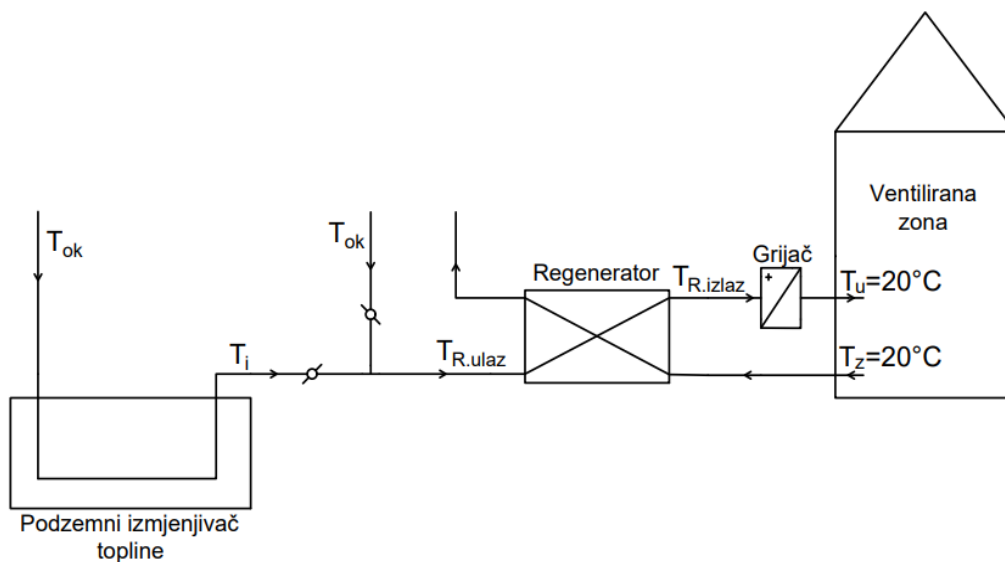 Ventilirana
zona
T_ok
T_ok
Grijač
Regenerator
T_R.izlaz
+
T_u=20°C
T_i
T_R.ulaz
T_z=20°C
Podzemni izmjenjivač
topline